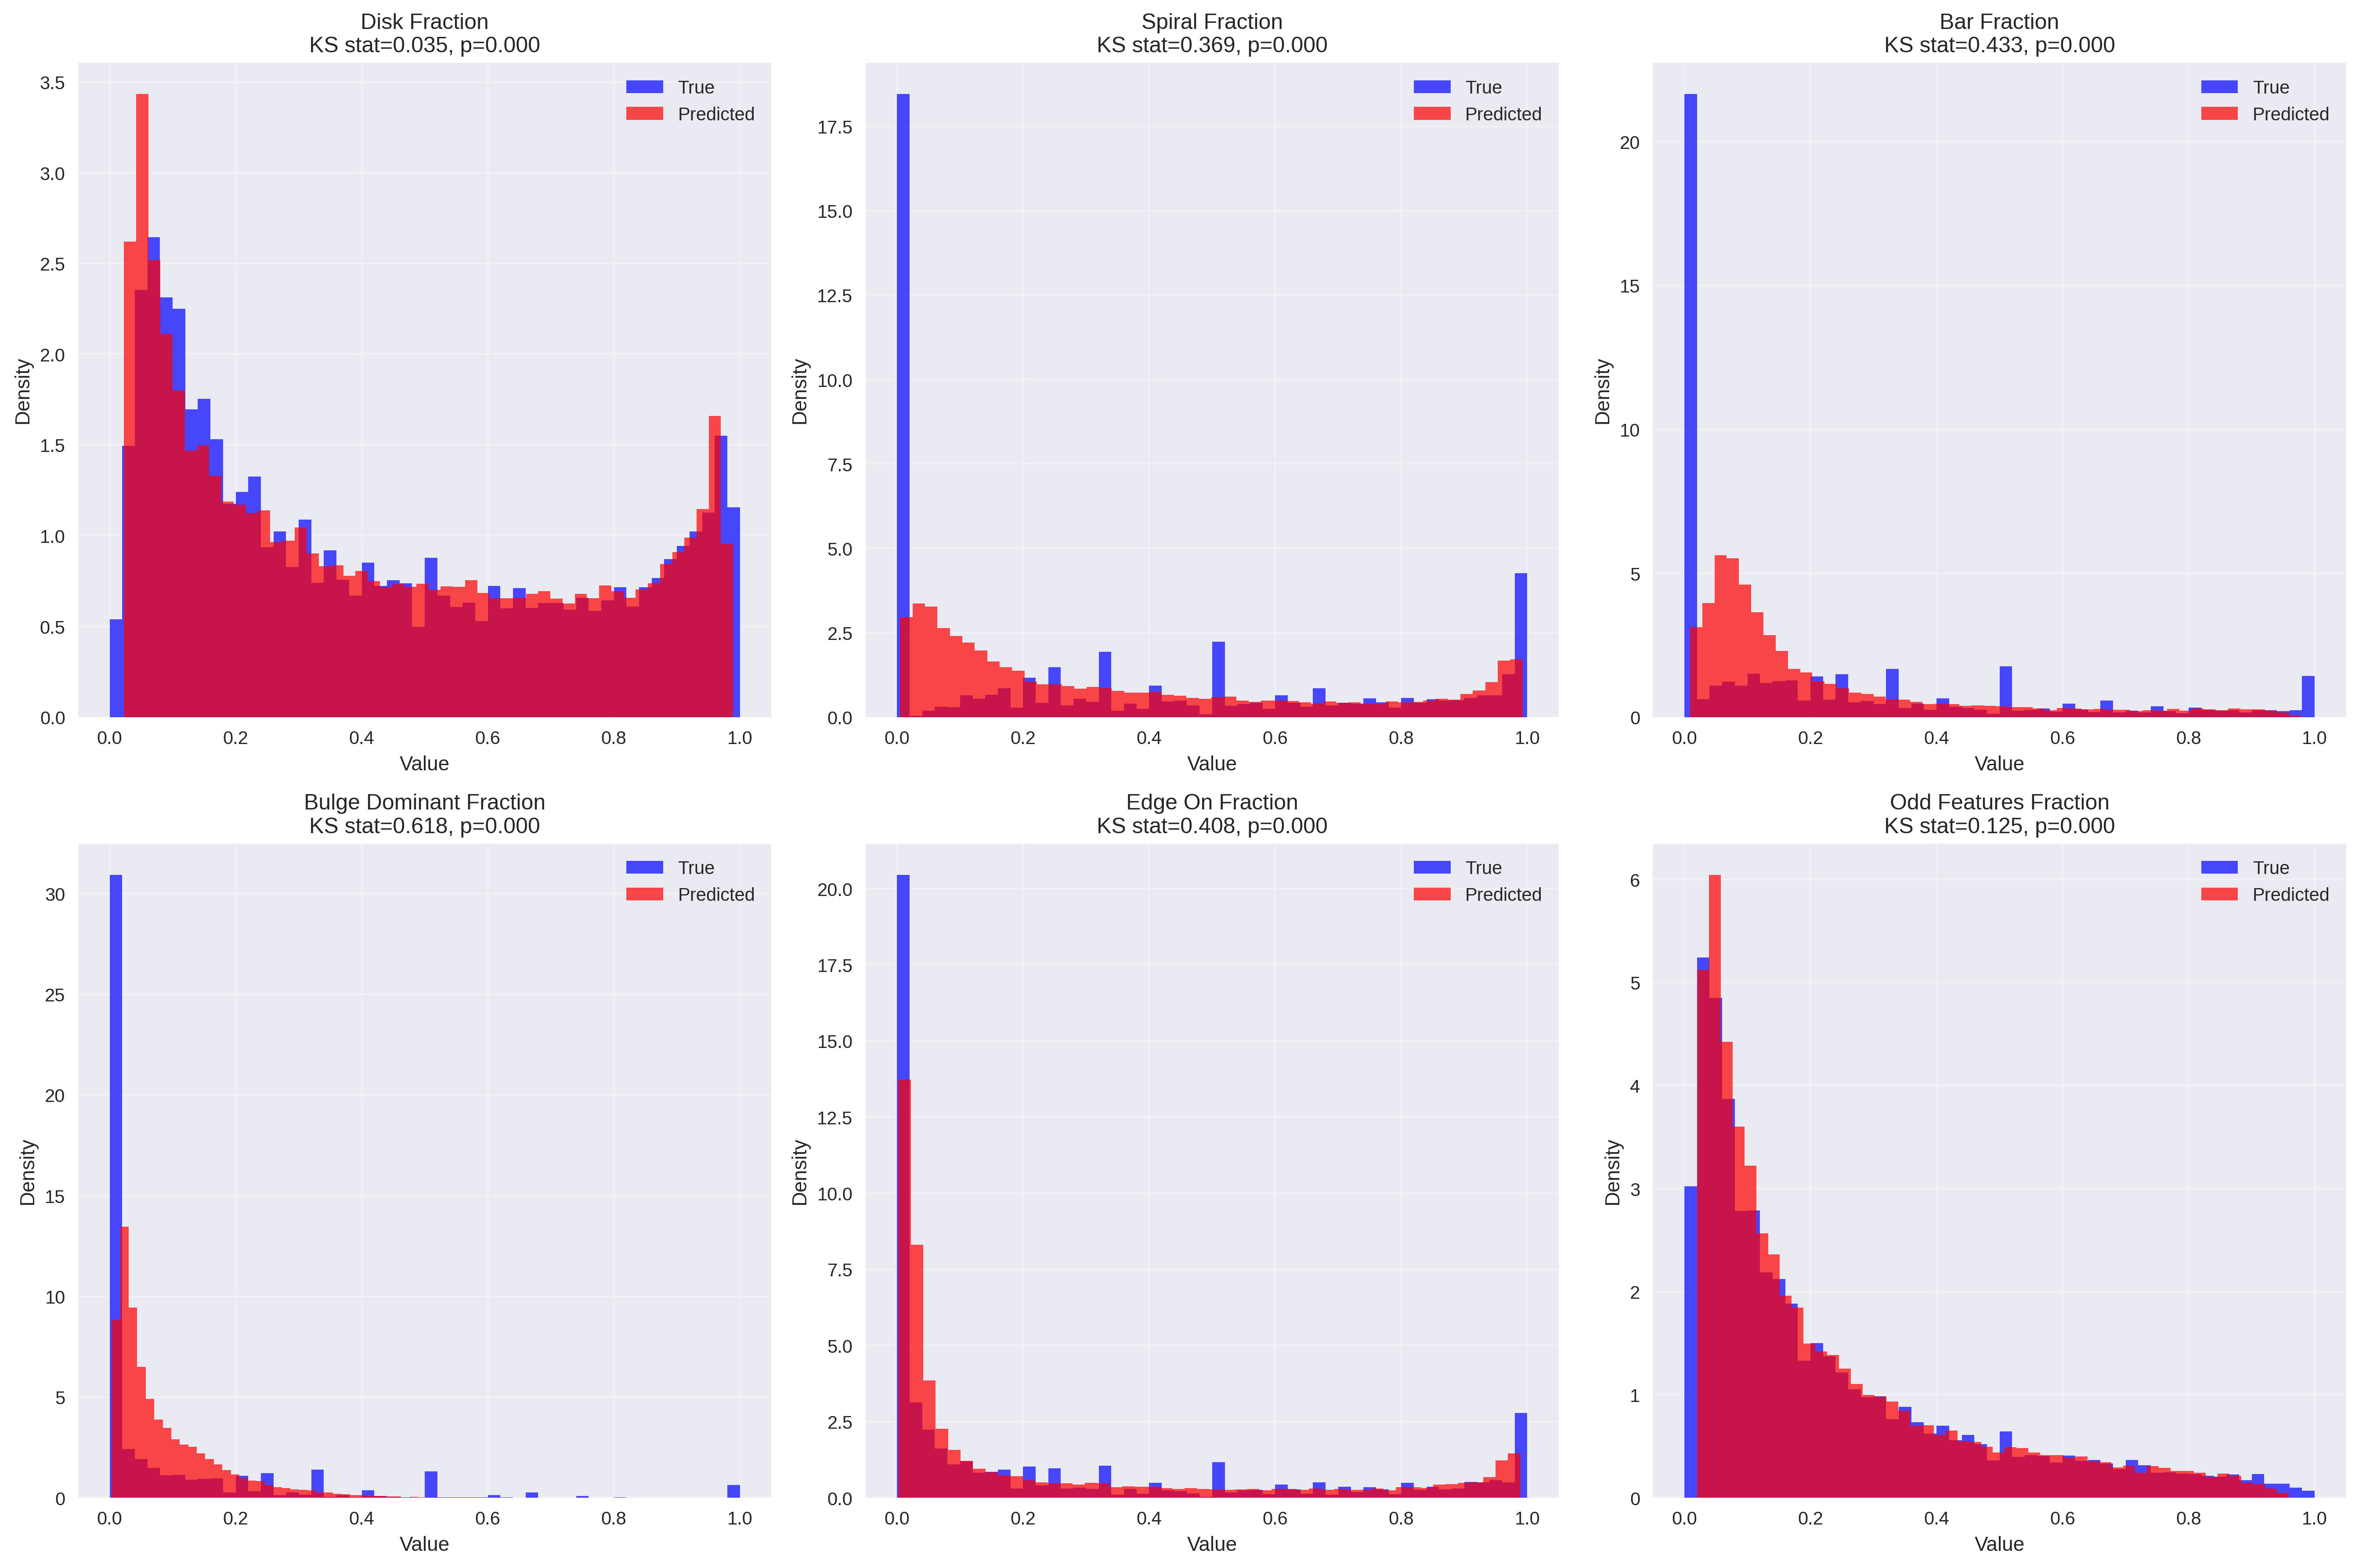 Disk Fraction
KS stat=0.035, p=0.000
3.5
3.0
2.5
2.0
1.5
1.0
0.5
0.0
Density
0.0 0.2 0.4 0.6 0.8 1.0
Value
True
Predicted
Spiral Fraction
KS stat=0.369, p=0.000
17.5
15.0
12.5
10.0
7.5
5.0
2.5
0.0
Density
0.0 0.2 0.4 0.6 0.8 1.0
Value
True
Predicted
Bar Fraction
KS stat=0.433, p=0.000
20
15
10
5
0
Density
0.0 0.2 0.4 0.6 0.8 1.0
Value
True
Predicted
Bulge Dominant Fraction
KS stat=0.618, p=0.000
30
25
20
15
10
5
0
Density
0.0 0.2 0.4 0.6 0.8 1.0
Value
True
Predicted
Edge On Fraction
KS stat=0.408, p=0.000
20.0
17.5
15.0
12.5
10.0
7.5
5.0
2.5
0.0
Density
0.0 0.2 0.4 0.6 0.8 1.0
Value
True
Predicted
Odd Features Fraction
KS stat=0.125, p=0.000
6
5
4
3
2
1
0
Density
0.0 0.2 0.4 0.6 0.8 1.0
Value
True
Predicted